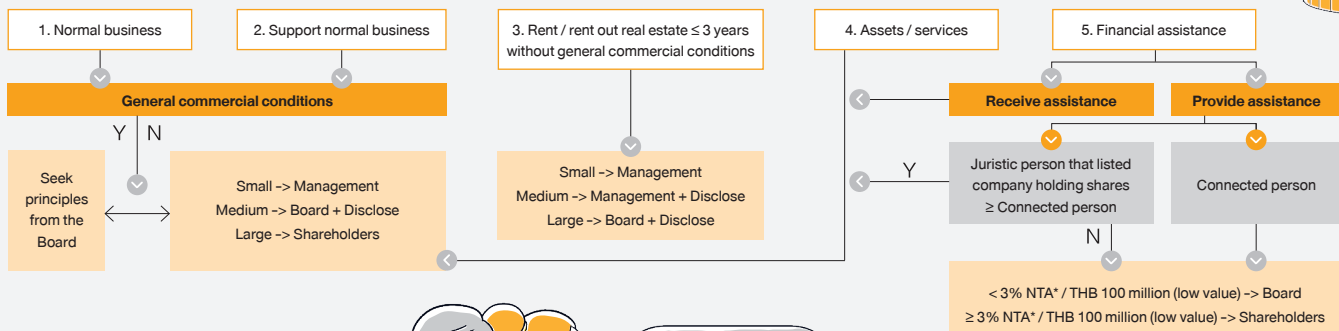 1. Normal business
2. Support normal business
3. Rent / rent out real estate ≤ 3 years
without general commercial conditions
4. Assets / services
5. Financial assistance
General commercial conditions
Receive assistance
Provide assistance
Y
N
Seek
principles
from the
Board
Small -> Management
Medium -> Board + Disclose
Large -> Shareholders
Small -> Management
Medium -> Management + Disclose
Large -> Board + Disclose
Y
Juristic person that listed
company holding shares
≥ Connected person
Connected person
N
< 3% NTA* / THB 100 million (low value) -> Board
≥ 3% NTA* / THB 100 million (low value) -> Shareholders